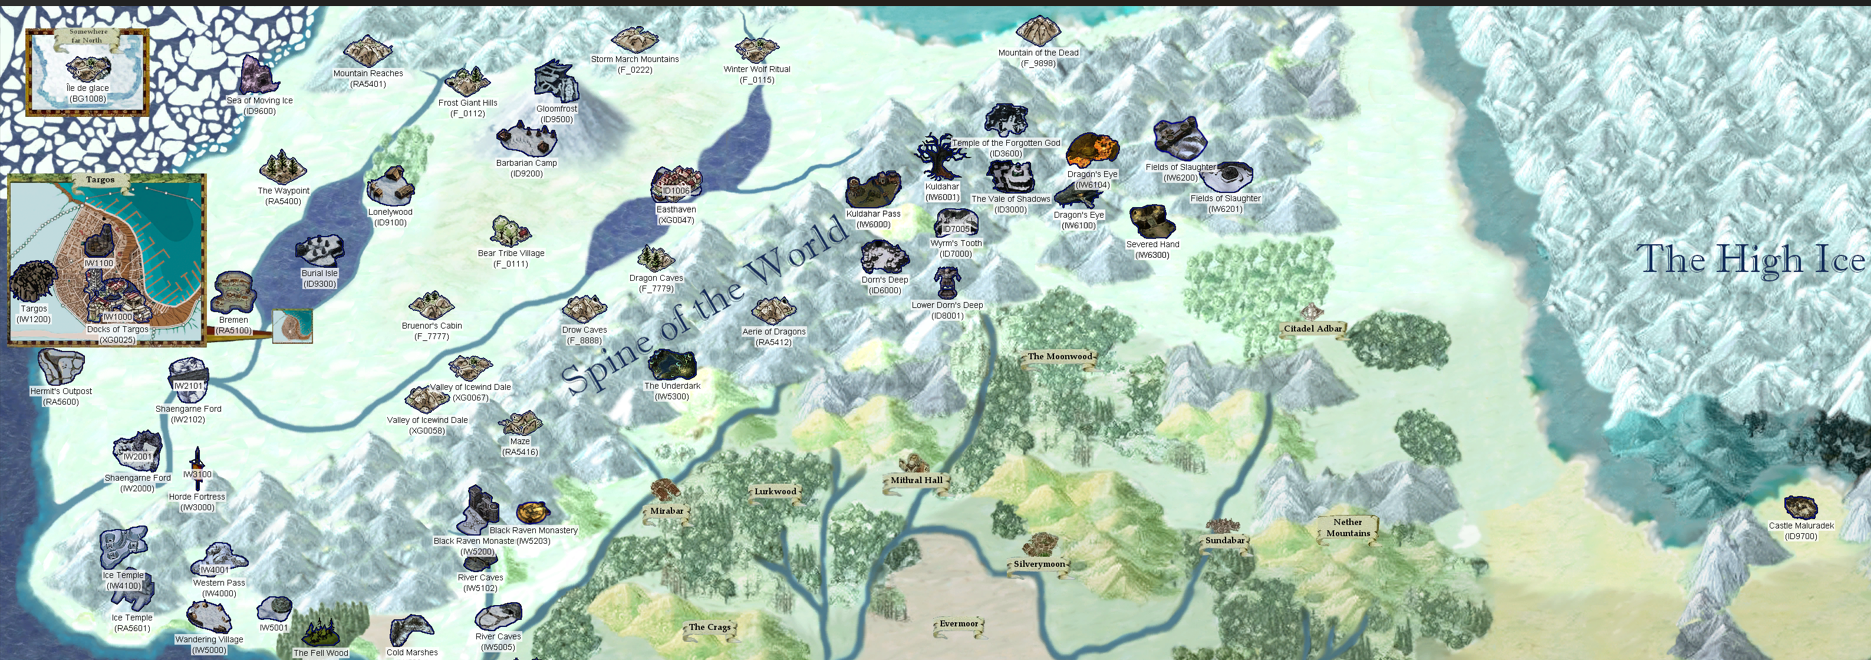 Somewhere
far North
Île de glace
(BG1008)
Sea of Moving Ice
(ID9600)
Mountain Reaches
(RA5401)
Frost Giant Hills
(F_0112)
Gloomfrost
(ID9500)
Storm March Mountains
(F_0222)
Winter Wolf Ritual
(F_0115)
Mountain of the Dead
(F_9898)
Barbarian Camp
(ID9200)
The Waypoint
(RA5400)
Lonelywood
(ID9100)
ID1006
Easthaven
(XG0047)
Kuldahar Pass
(IW6000)
Kuldahar
(IW6001)
Temple of the Forgotten God
(ID3600)
The Vale of Shadows
(ID3000)
Dragon's Eye
(IW6104)
Dragon's Eye
(IW6100)
Fields of Slaughter
(IW6200)
Fields of Slaughter
(IW6201)
Severed Hand
(IW6300)
ID7005
Wyrm's Tooth
(ID7000)
Dorn's Deep
(ID6000)
Lower Dorn's Deep
(ID8001)
Targos
IW1100
Targos
(IW1200)
IW1000
Docks of Targos
(XG0025)
Bremen
(RA5100)
Burial Isle
(ID9300)
Bear Tribe Village
(F_0111)
Dragon Caves
(F_7779)
Bruenor's Cabin
(F_7777)
Drow Caves
(F_8888)
Aerie of Dragons
(RA5412)
Spine of the World
The High Ice
Citadel Adbar
The Moonwood
Hermit's Outpost
(RA5600)
IW2101
Shaengarne Ford
(IW2102)
Valley of Icewind Dale
(XG0067)
Valley of Icewind Dale
(XG0058)
The Underdark
(IW5300)
Maze
(RA5416)
IW2001
Shaengarne Ford
(IW2000)
IW3100
Horde Fortress
(IW3000)
Mirabar
Lurkwood
Mithral Hall
Black Raven Monastery
(IW5203)
Black Raven Monaste
(IW5200)
River Caves
(IW5102)
Silverymoon
Sundabar
Nether
Mountains
Castle Maluradek
(ID9700)
Ice Temple
(IW4100)
IW4001
Western Pass
(IW4000)
Ice Temple
(RA5601)
Wandering Village
(IW5000)
IW5001
The Fell Wood
Cold Marshes
River Caves
(IW5005)
The Crags
Evermoor